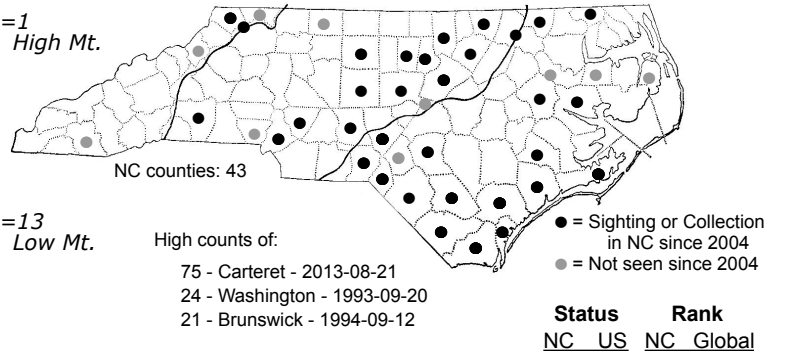 =1
High Mt.
NC counties: 43
=13
Low Mt.
High counts of:
75 - Carteret - 2013-08-21
24 - Washington - 1993-09-20
21 - Brunswick - 1994-09-12
= Sighting or Collection
in NC since 2004
= Not seen since 2004
Status Rank
NC US NC Global